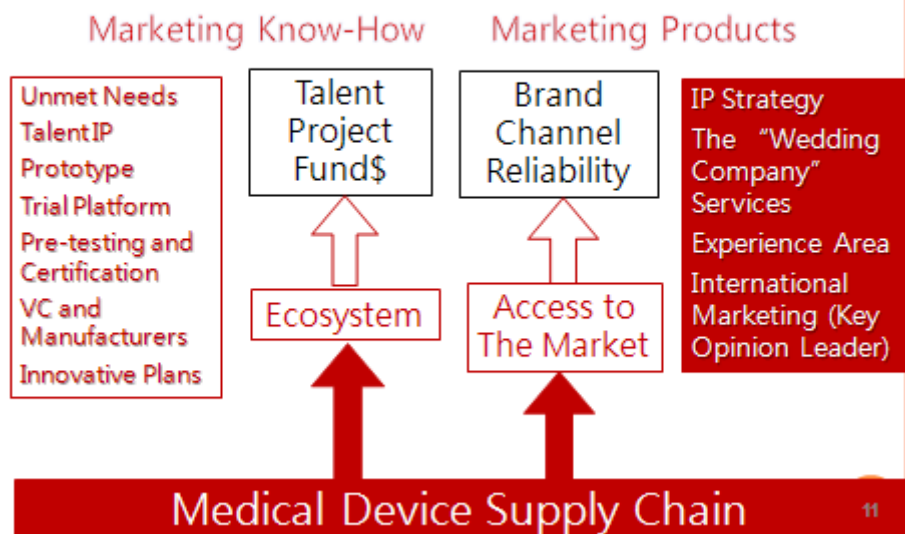 Marketing Know-How
Marketing Products
Unmet Needs
Talent IP
Prototype
Trial Platform
Pre-testing and
Certification
VC and
Manufacturers
Innovative Plans
Talent
Project
Fund$
Brand
Channel
Reliability
IP Strategy
The “Wedding
Company”
Services
Experience Area
International
Marketing (Key
Opinion Leader)
Ecosystem
Access to
The Market
Medical Device Supply Chain
11